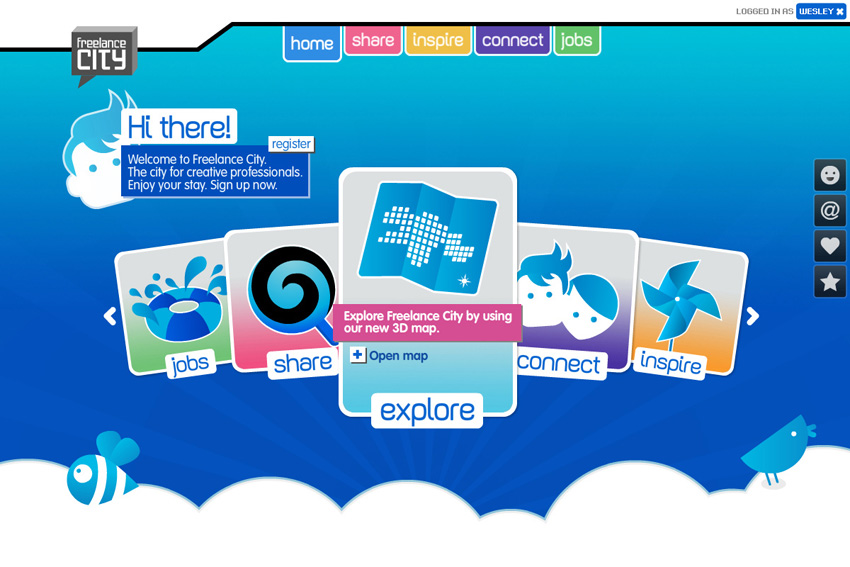 LOGGED IN AS WESLEY
freelance
CITY
home share inspire connect jobs
Hi there!
register
Welcome to Freelance City.
The city for creative professionals.
Enjoy your stay. Sign up now.
Explore Freelance City by using
our new 3D map.
Open map
jobs
share
explore
connect
inspire